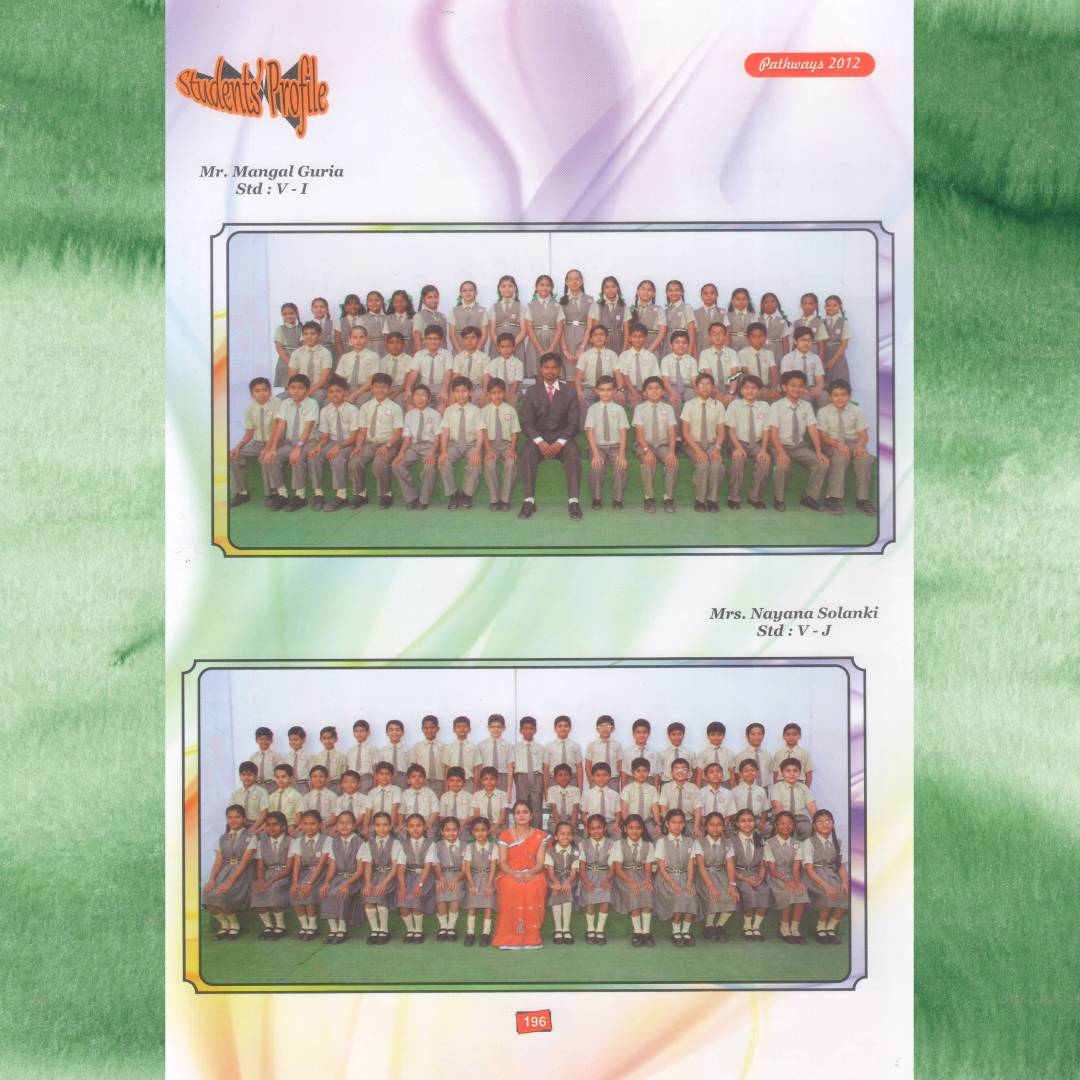 Students' Profile
Pathways 2012
Mr. Mangal Guria
Std : V - I
Mrs. Nayana Solanki
Std : V - J
196